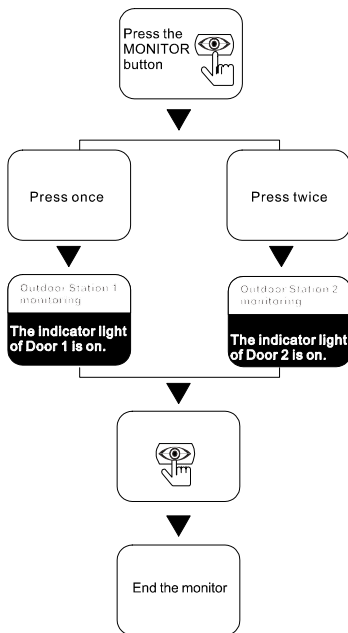 Press the
MONITOR
button
Press once
Press twice
Outdoor Station 1
monitoring
The indicator light
of Door 1 is on.
Outdoor Station 2
monitoring
The indicator light
of Door 2 is on.
End the monitor